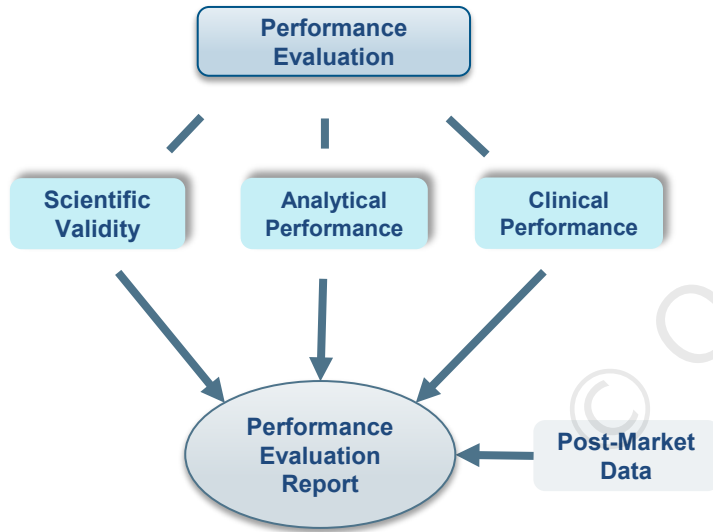 Performance
Evaluation
Scientific
Validity
Analytical
Performance
Clinical
Performance
Performance
Evaluation
Report
Post-Market
Data
©